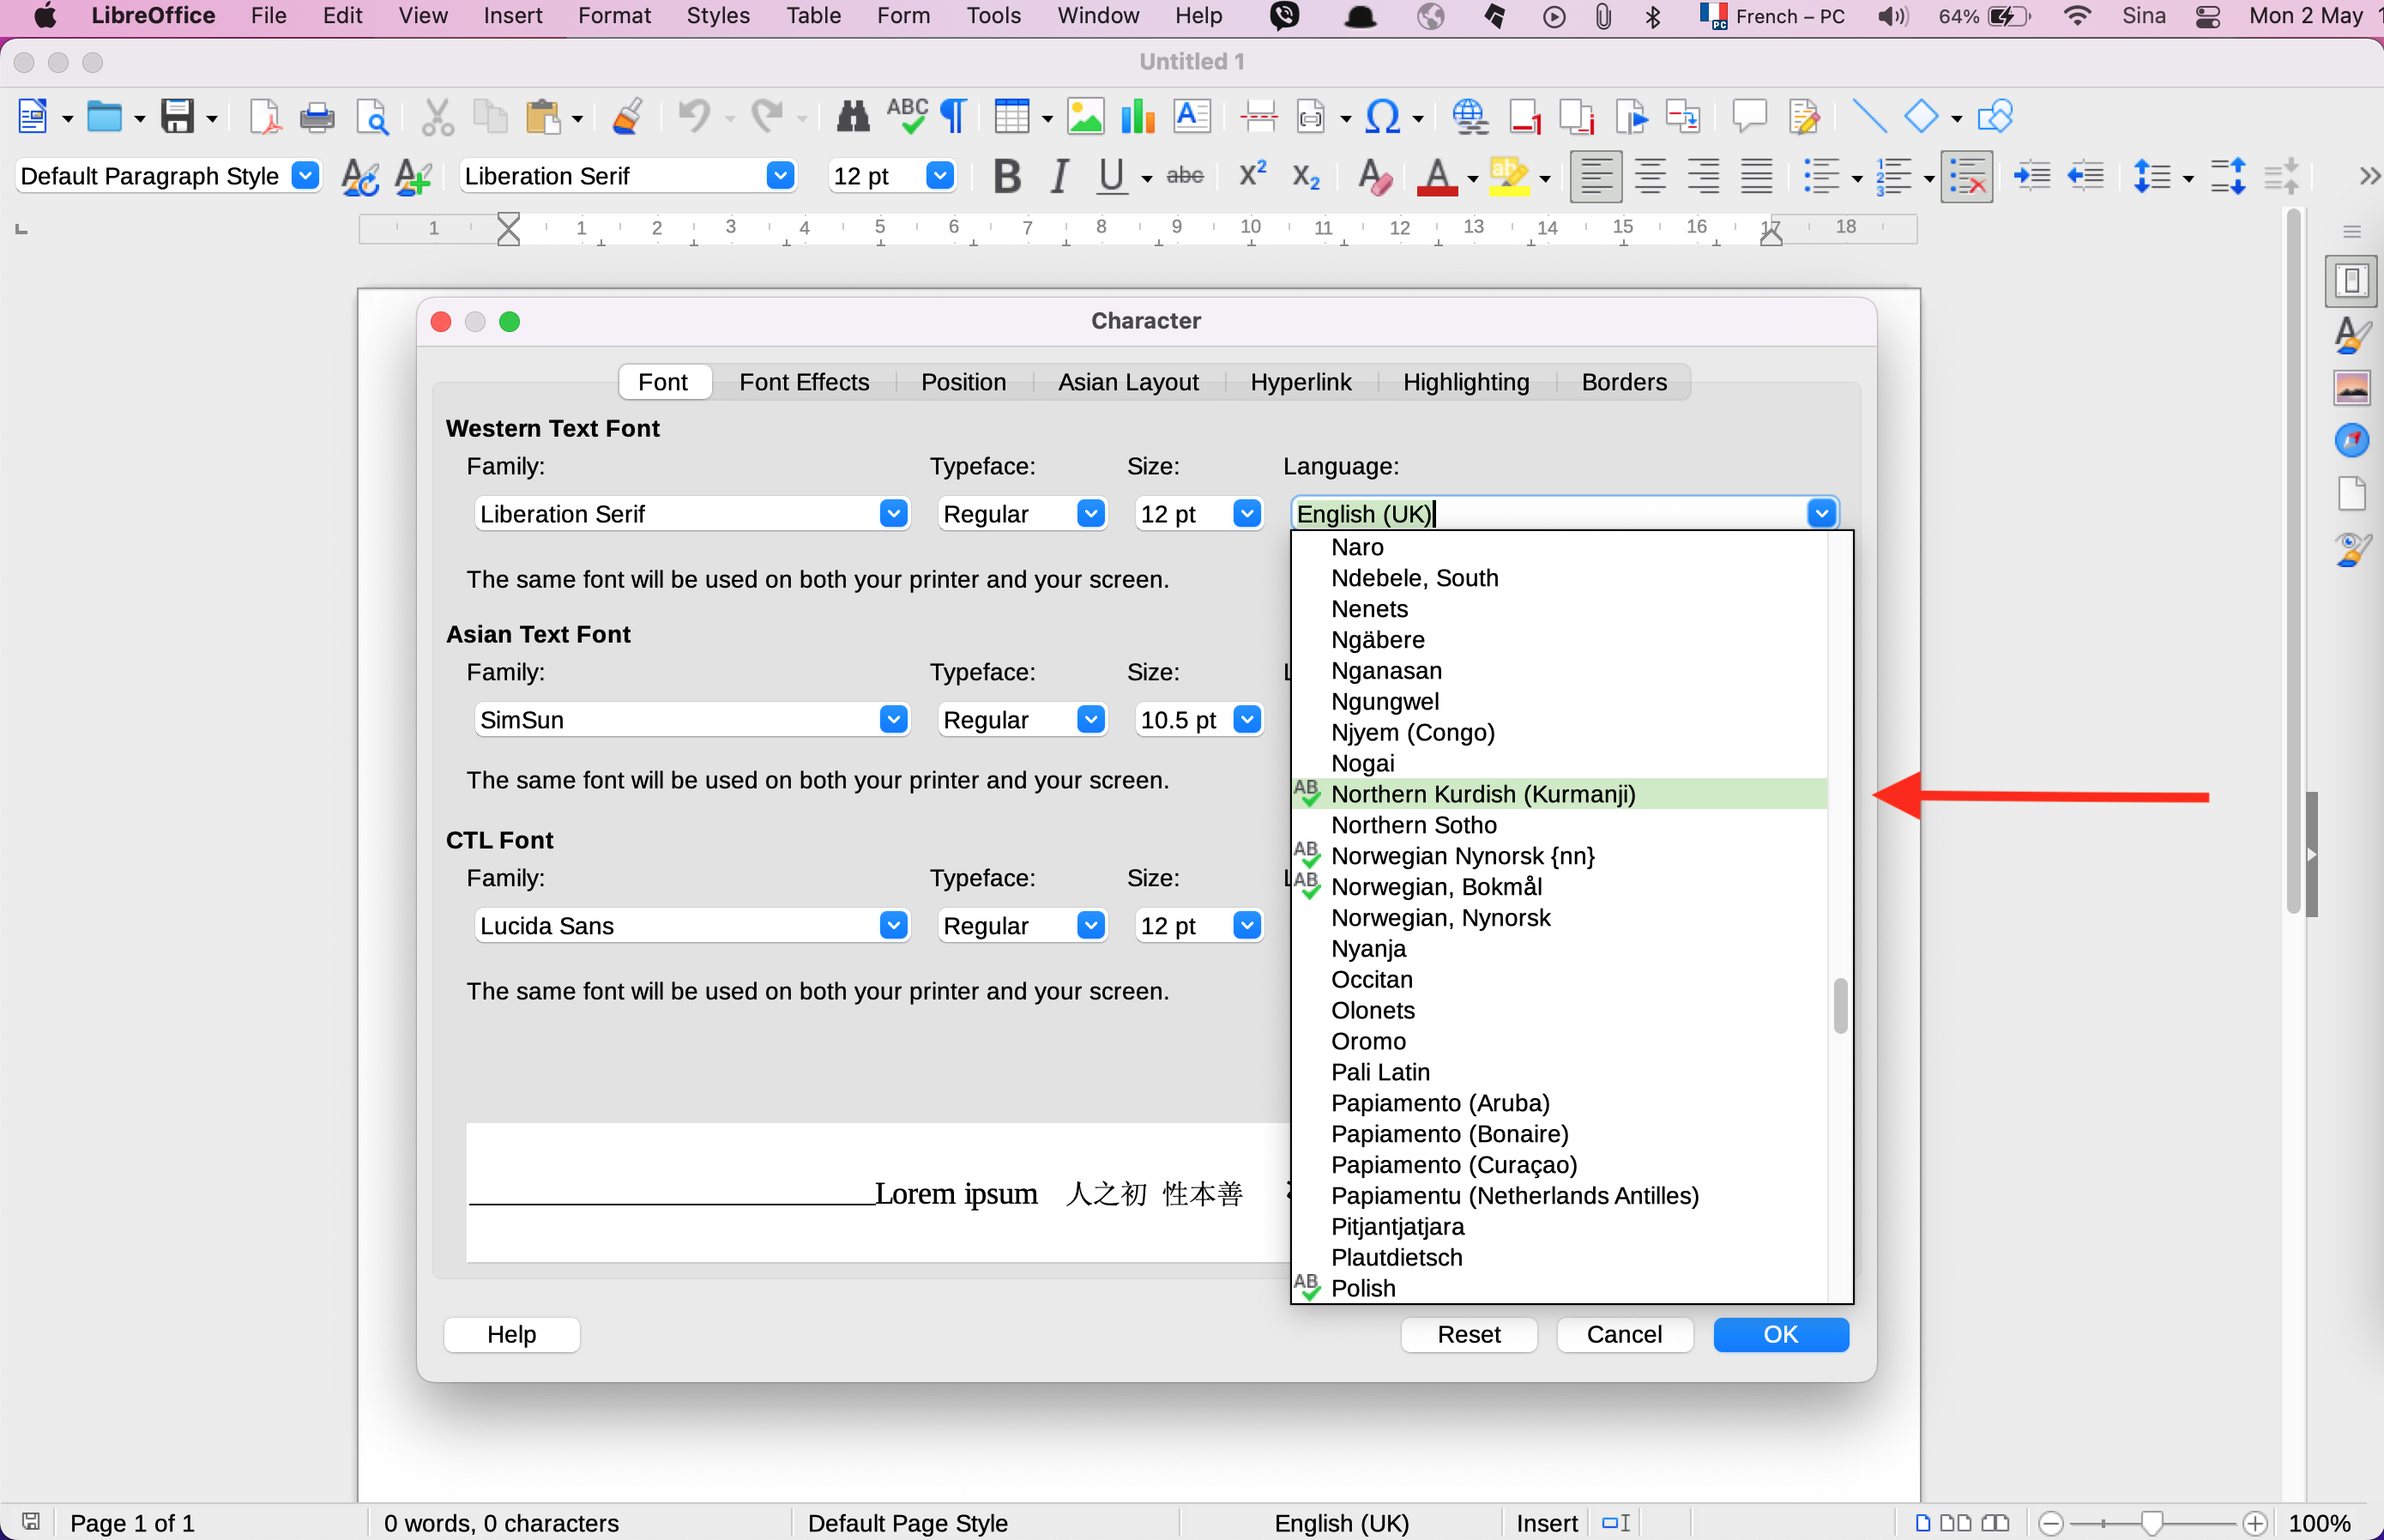 LibreOffice File Edit View Insert Format Styles Table Form Tools Window Help French – PC 64% Sina Mon 2 May
Untitled 1
ABC
Default Paragraph Style Liberation Serif 12 pt B I U abc X² X₂
1 1 2 3 4 5 6 7 8 9 10 11 12 13 14 15 16 17 18
Character
Font Font Effects Position Asian Layout Hyperlink Highlighting Borders
Western Text Font
Family: Typeface: Size: Language:
Liberation Serif Regular 12 pt English (UK)
The same font will be used on both your printer and your screen.
Asian Text Font
Family: Typeface: Size:
SimSun Regular 10.5 pt
The same font will be used on both your printer and your screen.
CTL Font
Family: Typeface: Size:
Lucida Sans Regular 12 pt
The same font will be used on both your printer and your screen.
Lorem ipsum 人之初 性本善
Naro
Ndebele, South
Nenets
Ngäbere
Nganasan
Ngungwel
Njyem (Congo)
Nogai
AB Northern Kurdish (Kurmanji)
Northern Sotho
AB Norwegian Nynorsk {nn}
AB Norwegian, Bokmål
Norwegian, Nynorsk
Nyanja
Occitan
Olonets
Oromo
Pali Latin
Papiamento (Aruba)
Papiamento (Bonaire)
Papiamento (Curaçao)
Papiamentu (Netherlands Antilles)
Pitjantjatjara
Plautdietsch
AB Polish
Help Reset Cancel OK
Page 1 of 1 0 words, 0 characters Default Page Style English (UK) Insert 100%